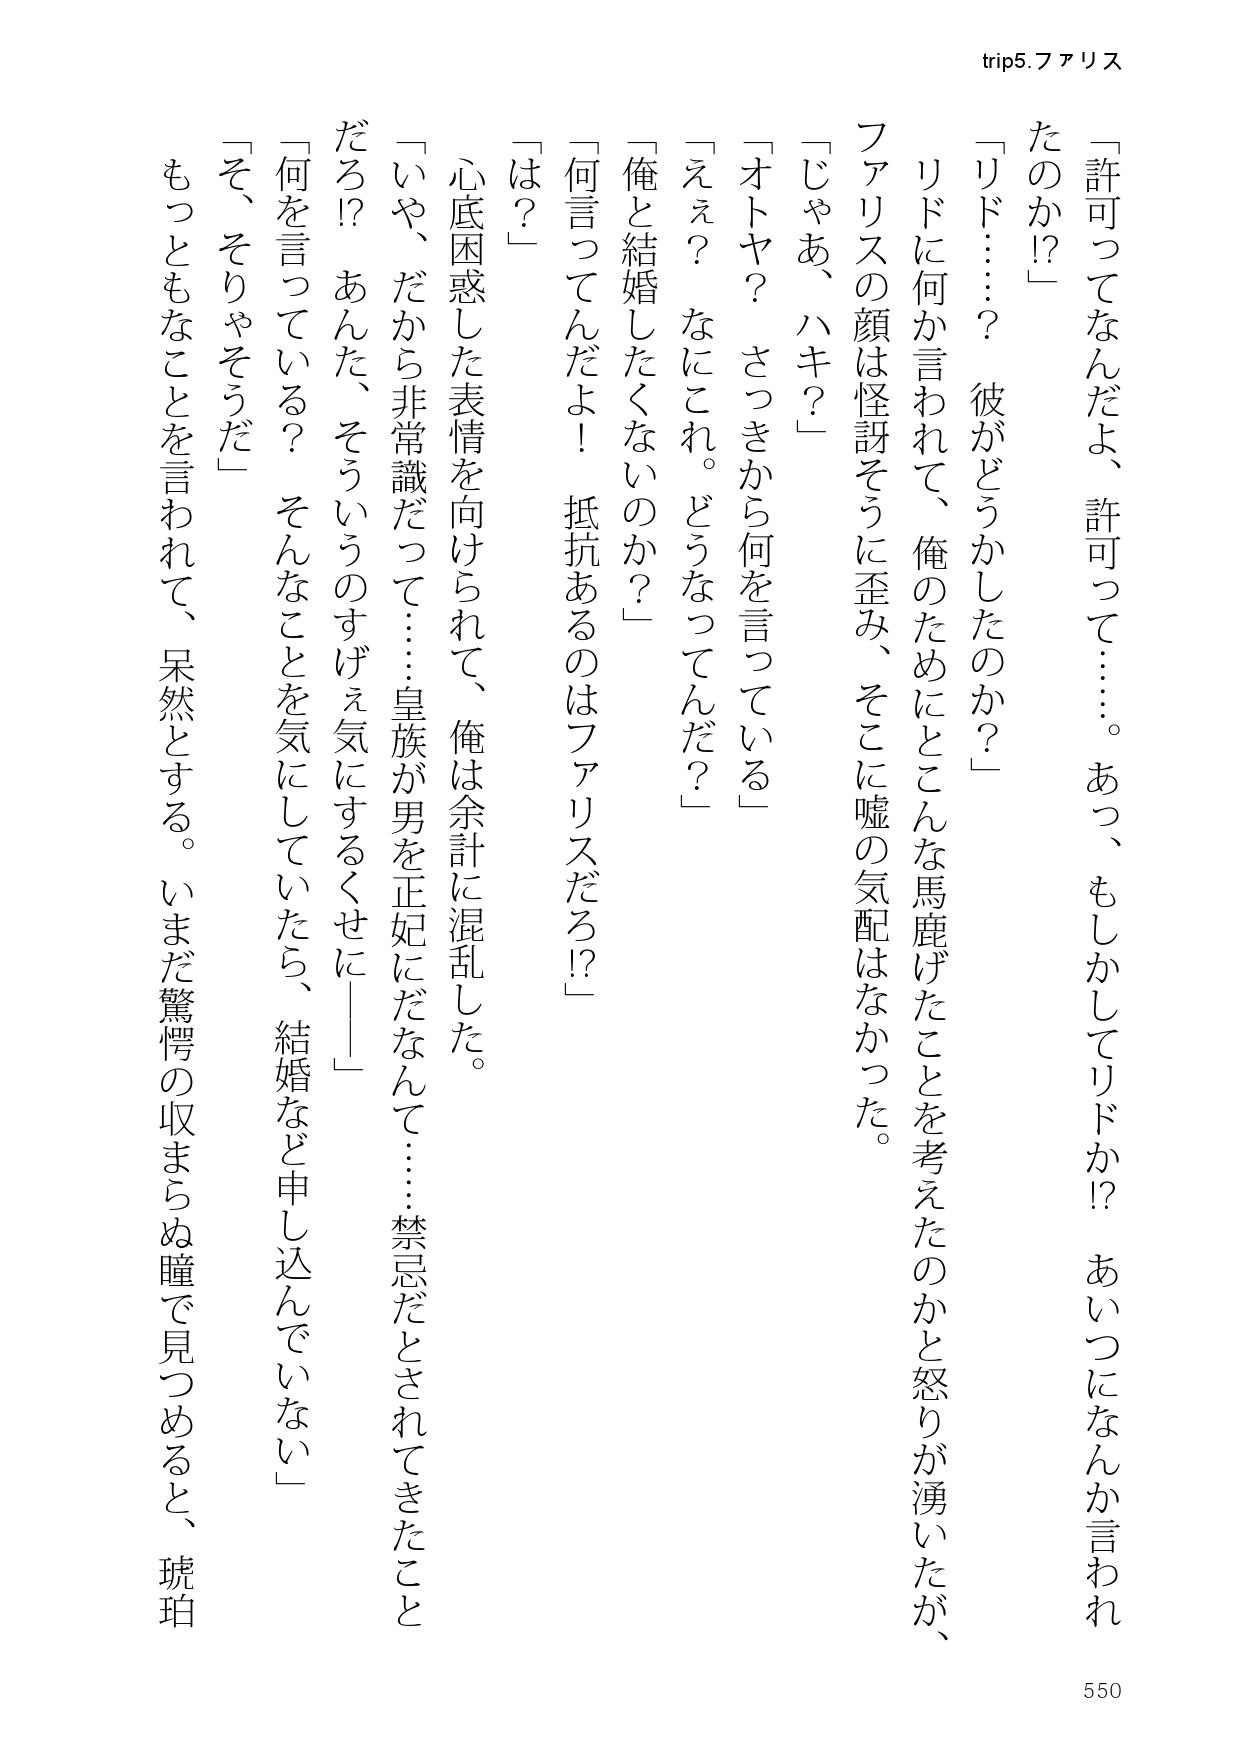 trip5.ファリス
「許可ってなんだよ、許可って……。あっ、もしかしてリドか!?　あいつになんか言われ
たのか!?」
「リド……？　彼がどうかしたのか？」
　リドに何か言われて、俺のためにとこんな馬鹿げたことを考えたのかと怒りが湧いたが、
ファリスの顔は怪訝そうに歪み、そこに嘘の気配はなかった。
「じゃあ、ハキ？」
「オトヤ？　さっきから何を言っている」
「えぇ？　なにこれ。どうなってんだ？」
「俺と結婚したくないのか？」
「何言ってんだよ！　抵抗あるのはファリスだろ!?」
「は？」
　心底困惑した表情を向けられて、俺は余計に混乱した。
「いや、だから非常識だって……皇族が男を正妃にだなんて……禁忌だとされてきたこと
だろ!?　あんた、そういうのすげぇ気にするくせに――」
「何を言っている？　そんなことを気にしていたら、結婚など申し込んでいない」
「そ、そりゃそうだ」
　もっともなことを言われて、呆然とする。いまだ驚愕の収まらぬ瞳で見つめると、琥珀
550